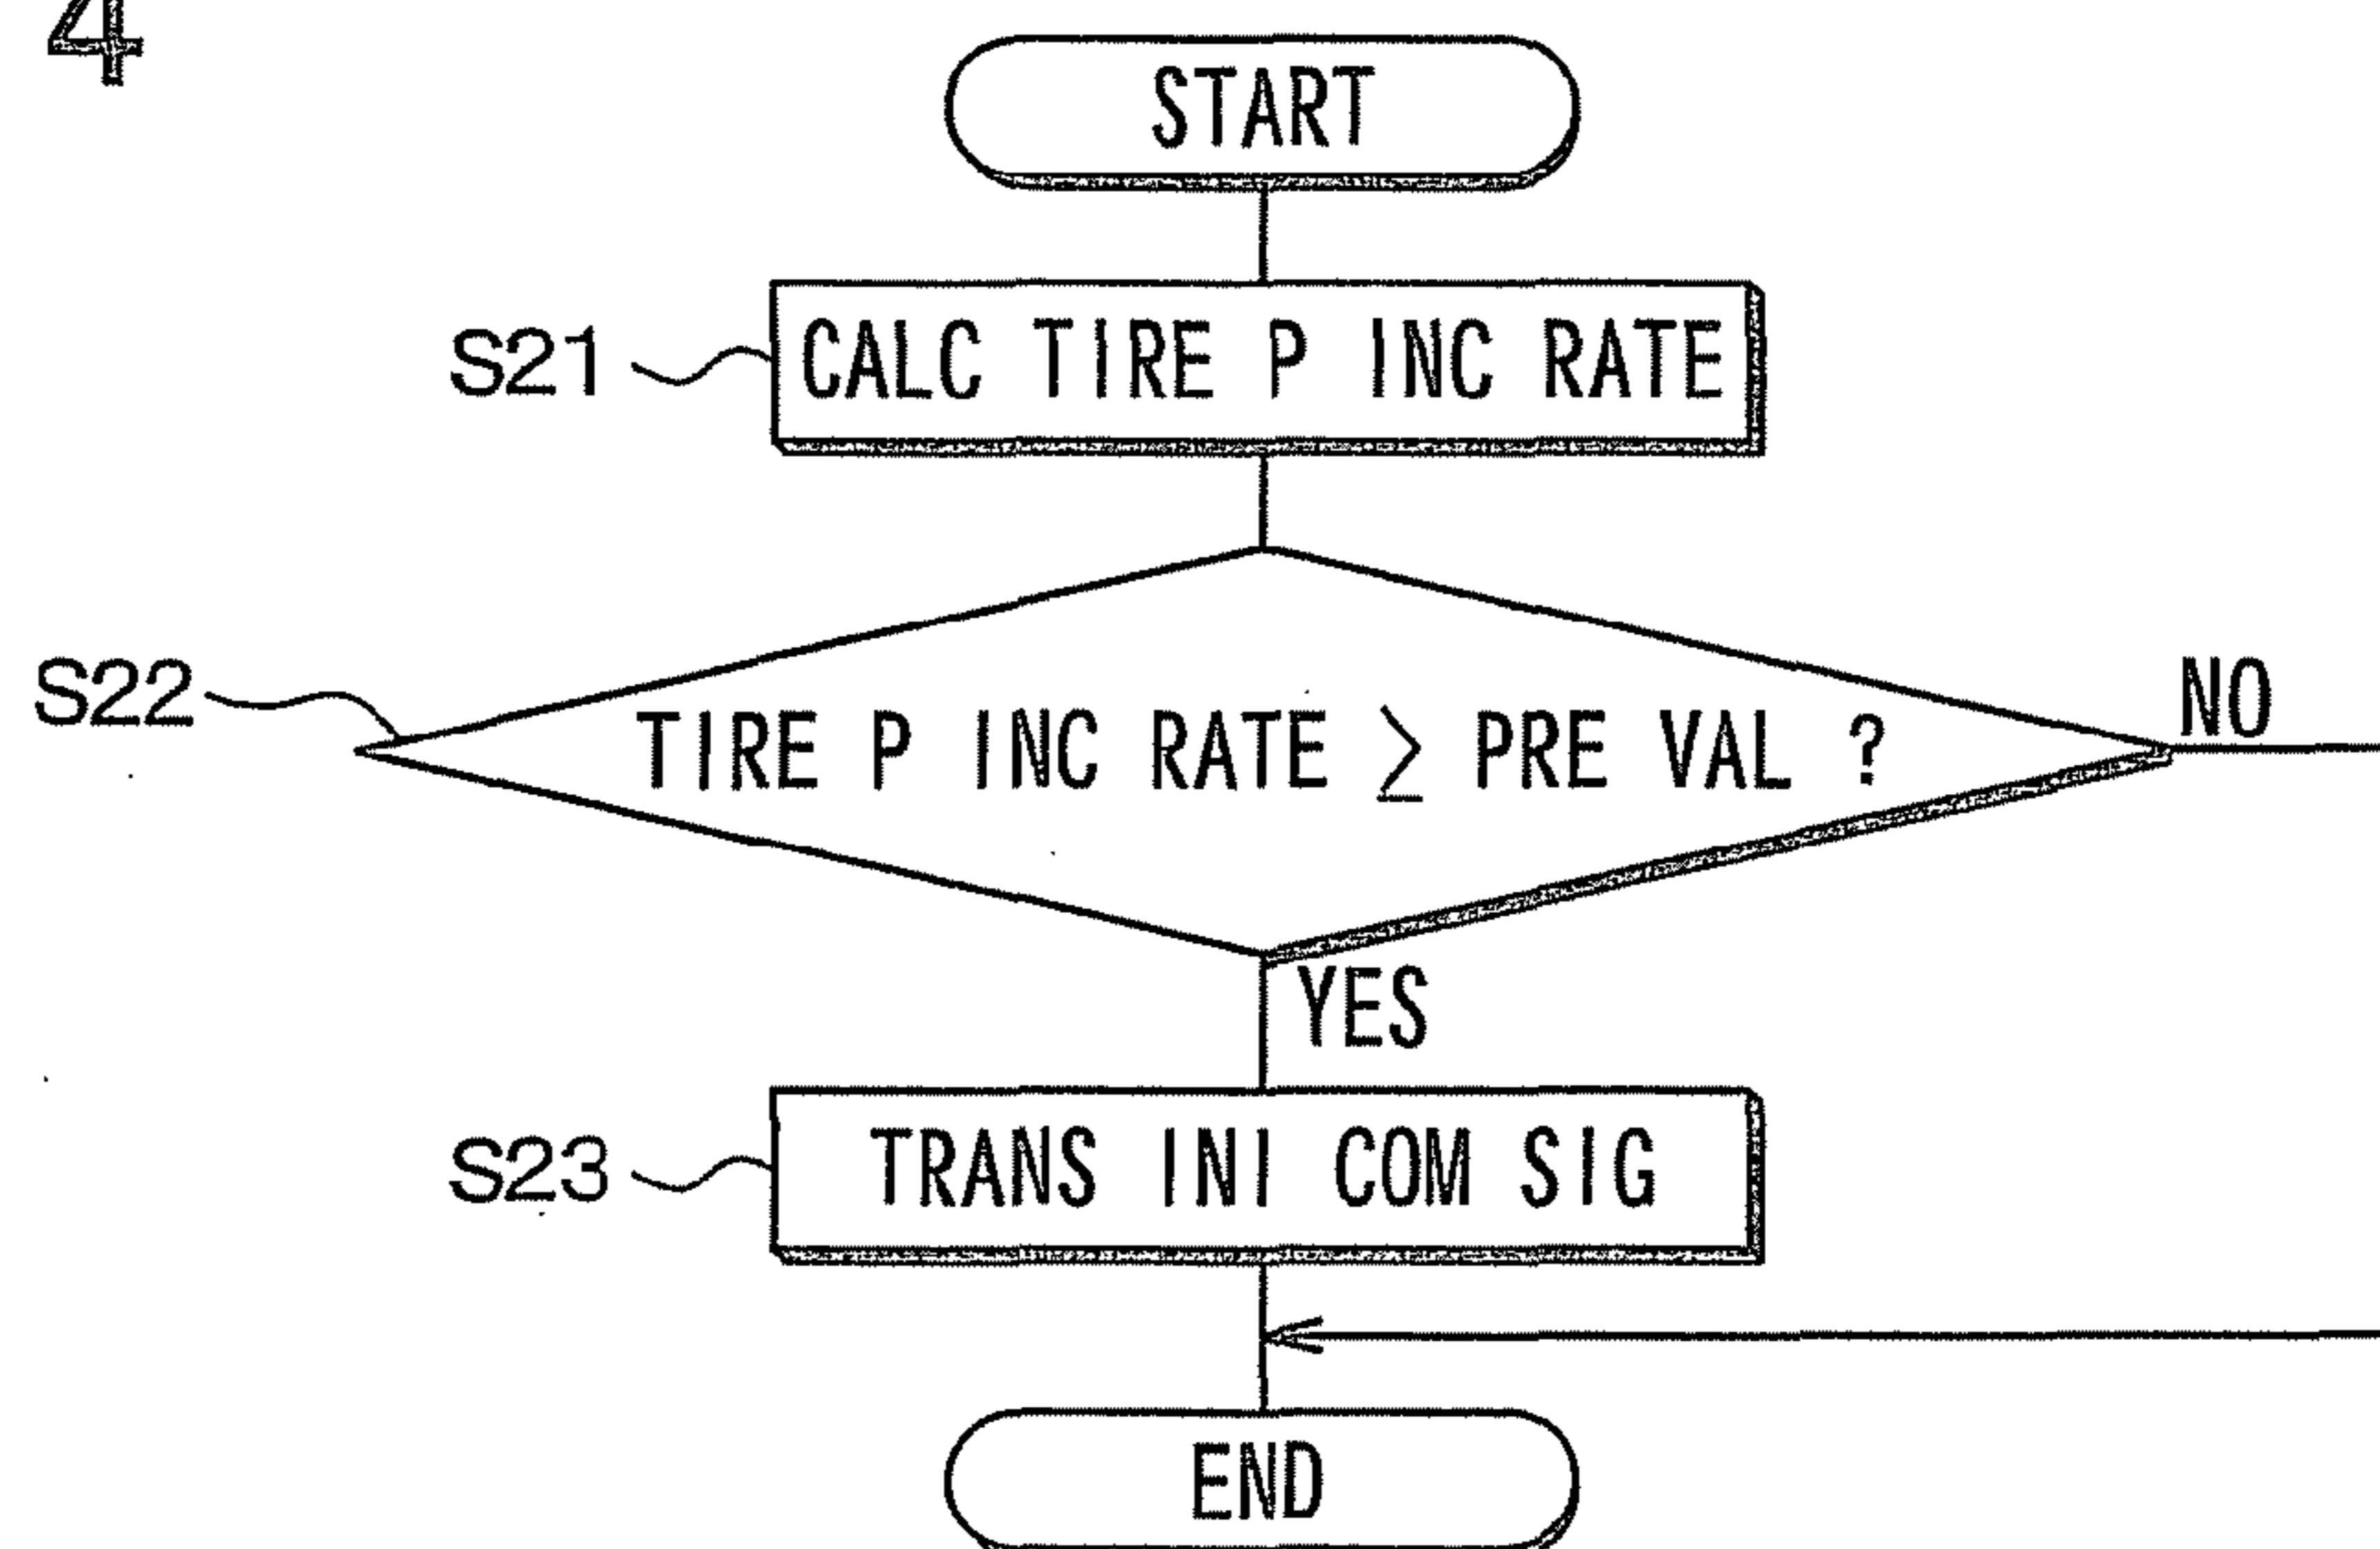 4
START
S21
CALC TIRE P INC RATE
S22
TIRE P INC RATE ≥ PRE VAL ?
NO
YES
S23
TRANS INI COM SIG
END